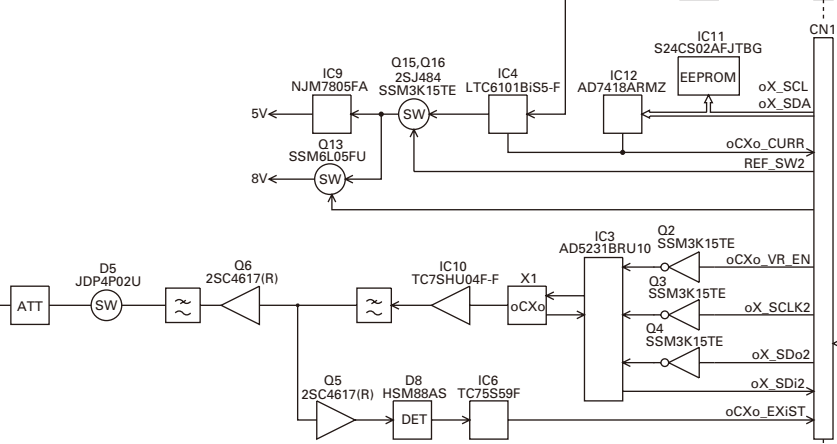 CN1
IC11
S24CS02AFJTBG
EEPROM
Q15,Q16
2SJ484
SSM3K15TE
SW
IC9
NJM7805FA
IC4
LTC6101BiS5-F
IC12
AD7418ARMZ
oX_SCL
oX_SDA
5V
Q13
SSM6L05FU
oCXo_CURR
REF_SW2
8V
SW
IC3
AD5231BRU10
Q2
SSM3K15TE
oCXo_VR_EN
D5
JDP4P02U
Q6
2SC4617(R)
IC10
TC7SHU04F-F
X1
Q3
SSM3K15TE
ATT
SW
oCXo
oX_SCLK2
Q4
SSM3K15TE
oX_SDo2
Q5
2SC4617(R)
D8
HSM88AS
IC6
TC75S59F
oX_SDi2
DET
oCXo_EXiST